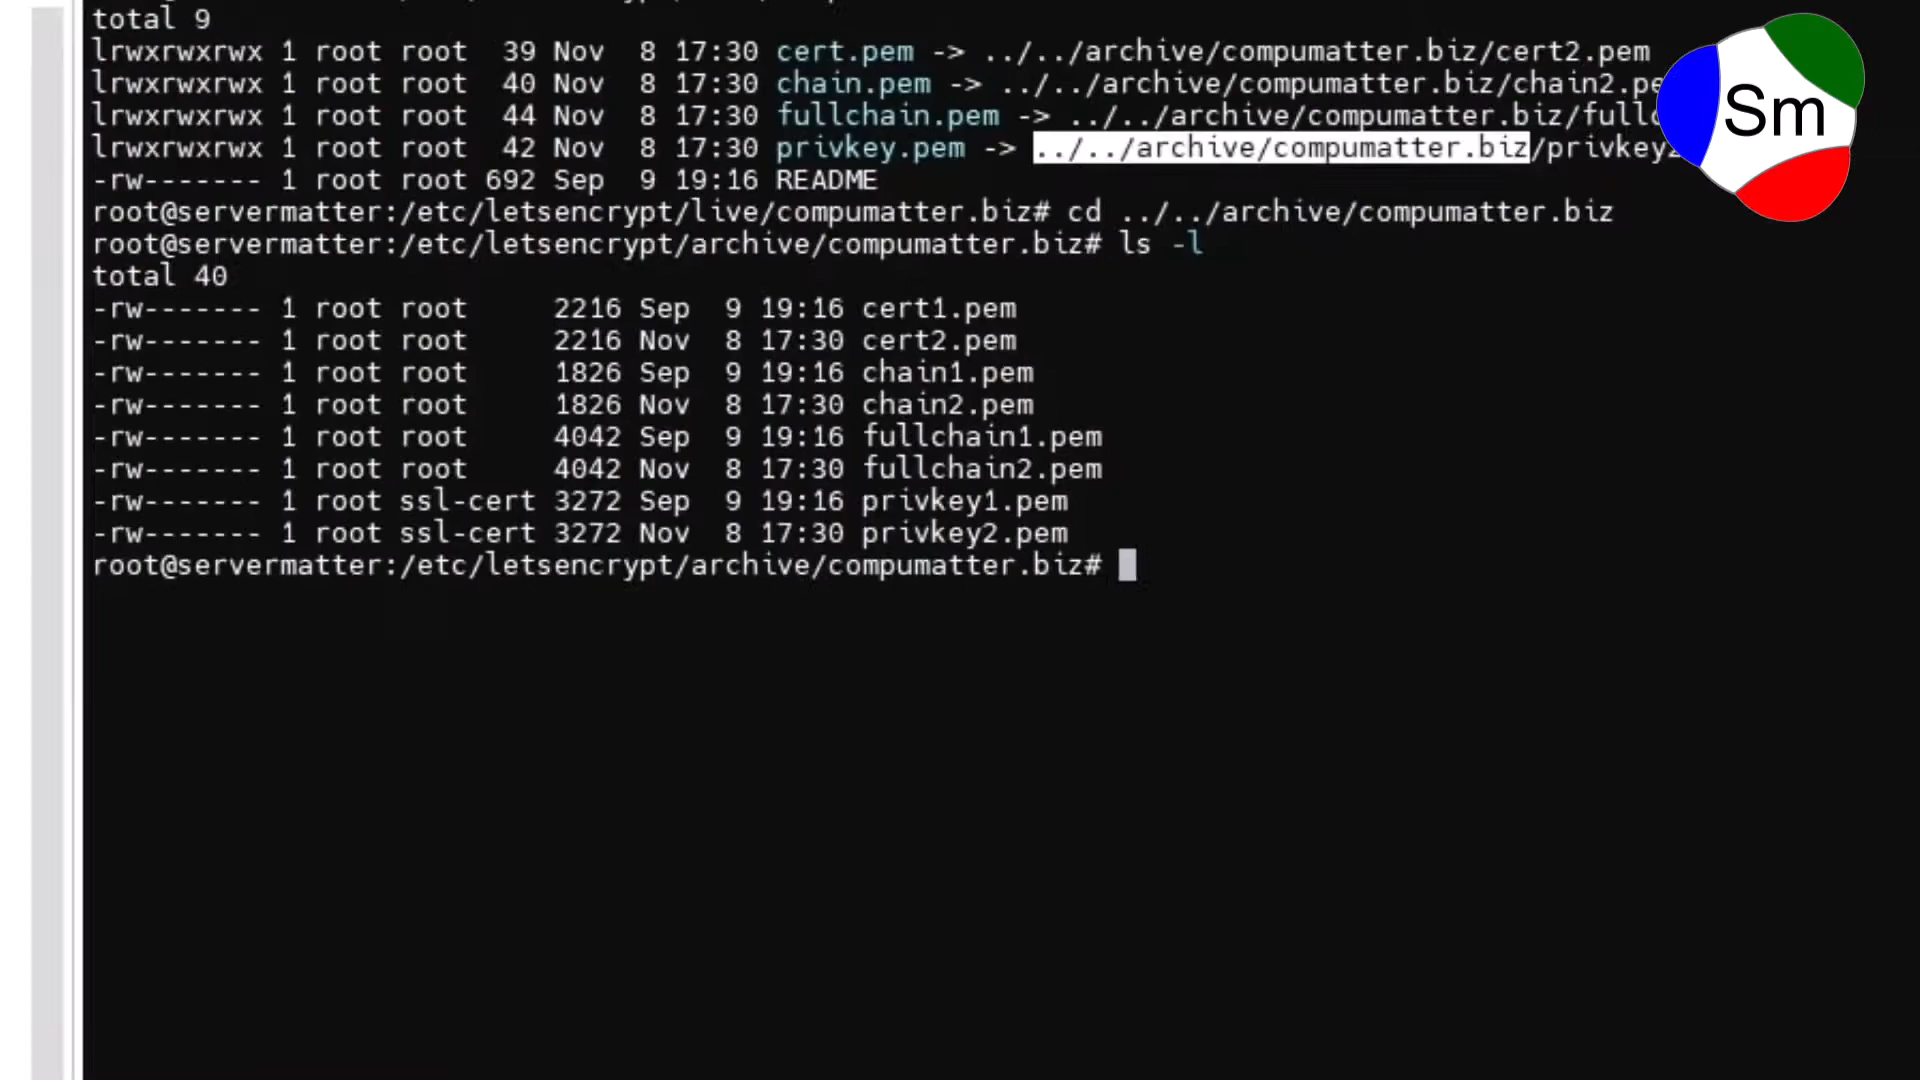 total 9
lrwxrwxrwx 1 root root  39 Nov  8 17:30 cert.pem -> ../../archive/compumatter.biz/cert2.pem
lrwxrwxrwx 1 root root  40 Nov  8 17:30 chain.pem -> ../../archive/compumatter.biz/chain2.pe
lrwxrwxrwx 1 root root  44 Nov  8 17:30 fullchain.pem -> ../../archive/compumatter.biz/fullc
lrwxrwxrwx 1 root root  42 Nov  8 17:30 privkey.pem -> ../../archive/compumatter.biz/privkey2
-rw------- 1 root root 692 Sep  9 19:16 README
root@servermatter:/etc/letsencrypt/live/compumatter.biz# cd ../../archive/compumatter.biz
root@servermatter:/etc/letsencrypt/archive/compumatter.biz# ls -l
total 40
-rw------- 1 root root     2216 Sep  9 19:16 cert1.pem
-rw------- 1 root root     2216 Nov  8 17:30 cert2.pem
-rw------- 1 root root     1826 Sep  9 19:16 chain1.pem
-rw------- 1 root root     1826 Nov  8 17:30 chain2.pem
-rw------- 1 root root     4042 Sep  9 19:16 fullchain1.pem
-rw------- 1 root root     4042 Nov  8 17:30 fullchain2.pem
-rw------- 1 root ssl-cert 3272 Sep  9 19:16 privkey1.pem
-rw------- 1 root ssl-cert 3272 Nov  8 17:30 privkey2.pem
root@servermatter:/etc/letsencrypt/archive/compumatter.biz#
Sm